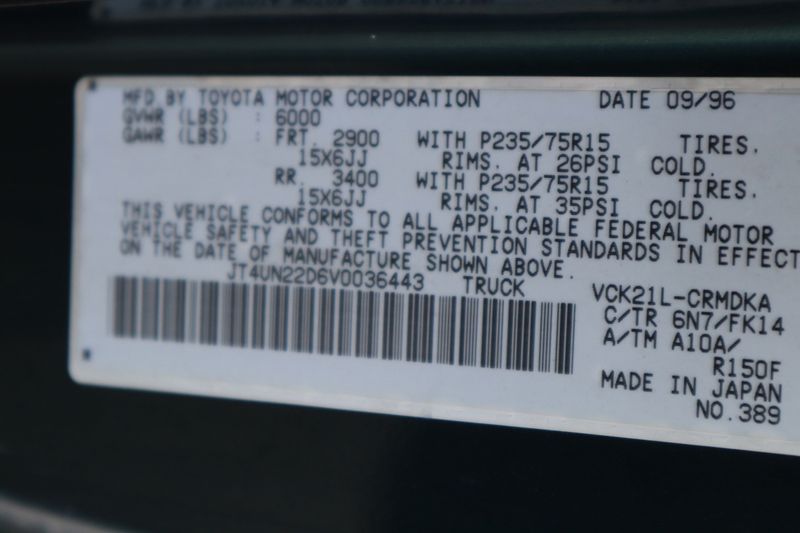 MFD BY TOYOTA MOTOR CORPORATION DATE 09/96
GVWR (LBS) : 6000
GAWR (LBS) : FRT. 2900 WITH P235/75R15 TIRES.
15X6JJ RIMS. AT 26PSI COLD.
RR. 3400 WITH P235/75R15 TIRES.
15X6JJ RIMS. AT 35PSI COLD.
THIS VEHICLE CONFORMS TO ALL APPLICABLE FEDERAL MOTOR
VEHICLE SAFETY AND THEFT PREVENTION STANDARDS IN EFFECT
ON THE DATE OF MANUFACTURE SHOWN ABOVE.
JT4UN22D6V0036443 TRUCK VCK21L-CRMDKA
C/TR 6N7/FK14
A/TM A10A/
R150F
MADE IN JAPAN
NO.389